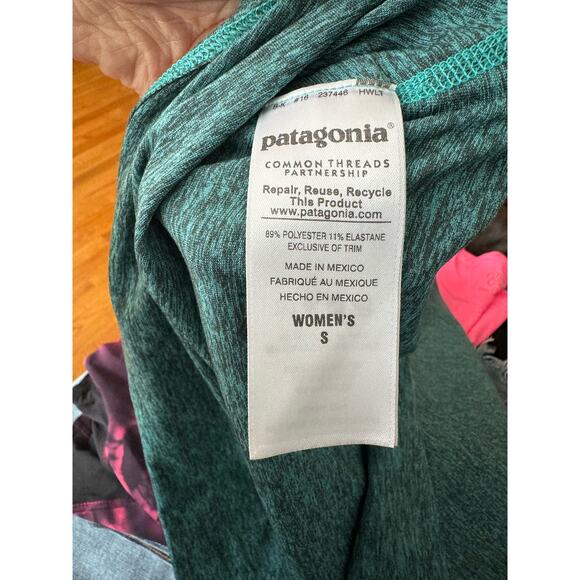 #16 237446 HWLT
patagonia®
COMMON THREADS
PARTNERSHIP
Repair, Reuse, Recycle
This Product
www.patagonia.com
89% POLYESTER 11% ELASTANE
EXCLUSIVE OF TRIM
MADE IN MEXICO
FABRIQUÉ AU MEXIQUE
HECHO EN MEXICO
WOMEN'S
S